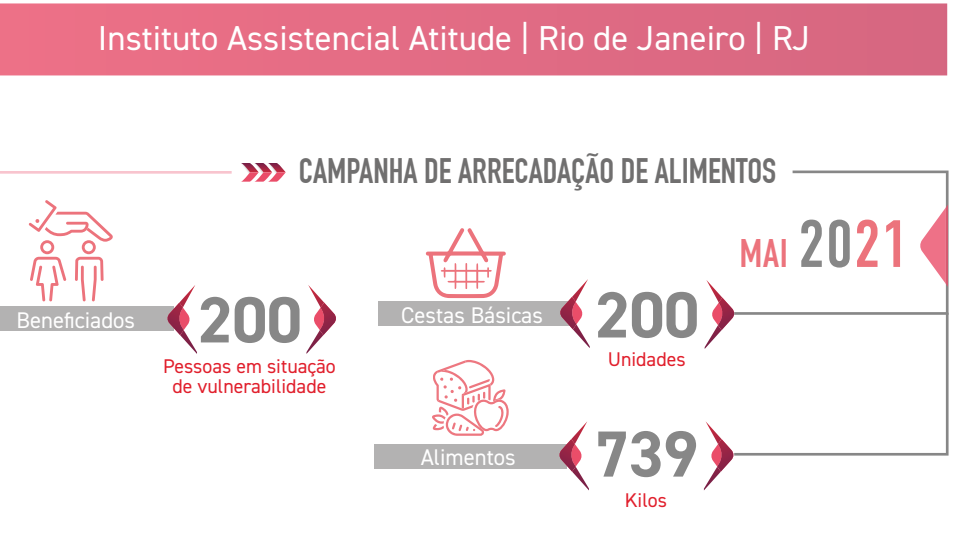 Instituto Assistencial Atitude | Rio de Janeiro | RJ
CAMPANHA DE ARRECADAÇÃO DE ALIMENTOS
MAI 2021
Beneficiados
200
Pessoas em situação
de vulnerabilidade
Cestas Básicas
200
Unidades
Alimentos
739
Kilos